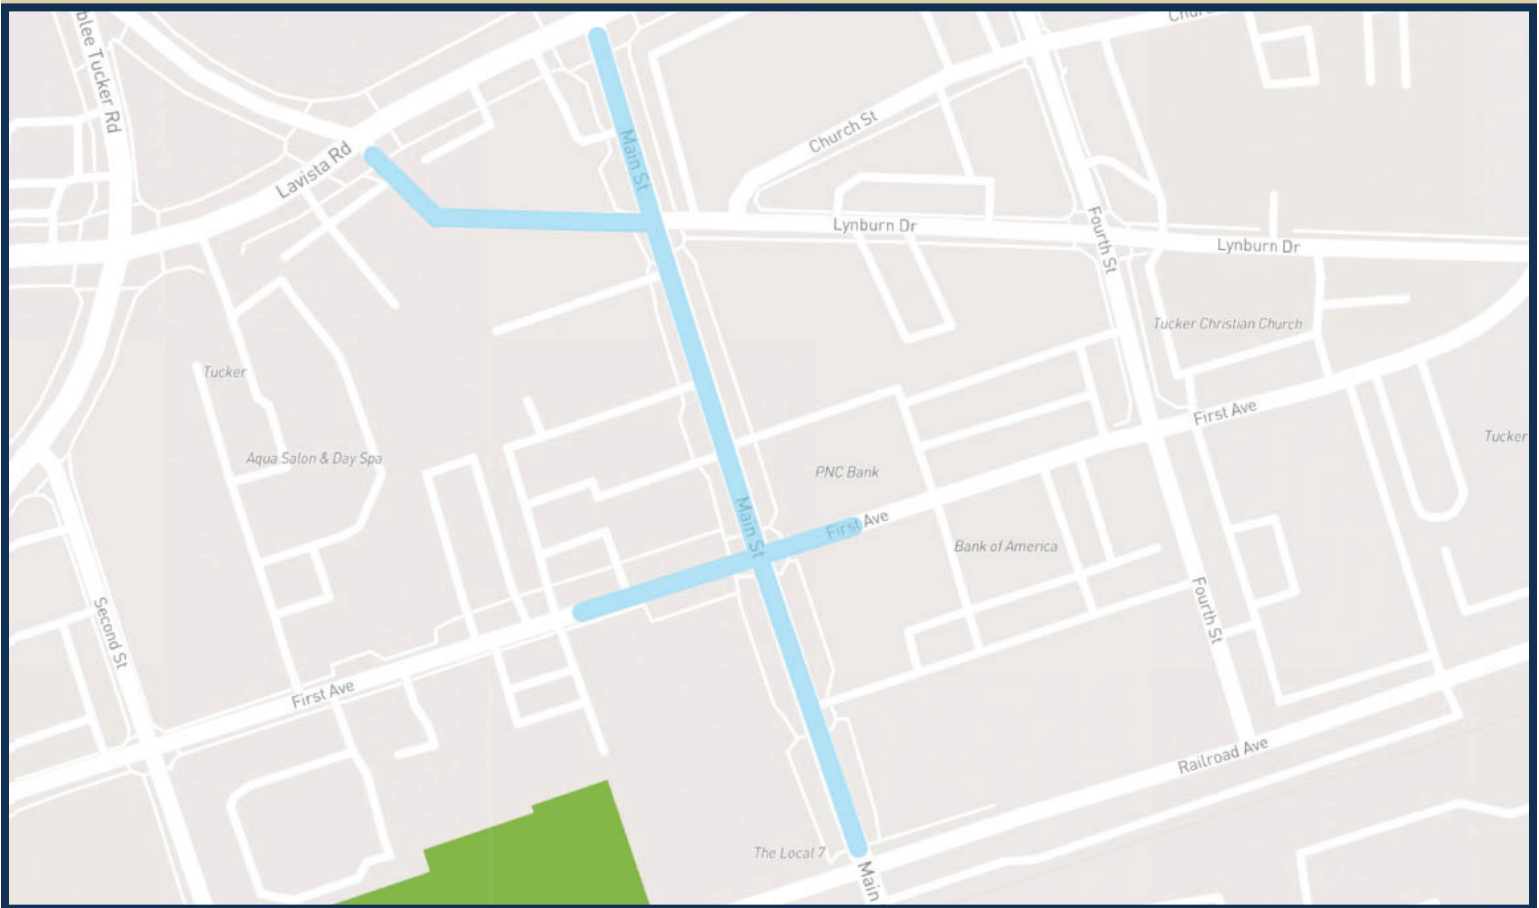 blee Tucker Rd
Church
Main St
Church St
Lavista Rd
Lynburn Dr
Fourth St
Lynburn Dr
Tucker Christian Church
Tucker
First Ave
Tucker
Aqua Salon & Day Spa
PNC Bank
Main St
First Ave
Bank of America
Second St
Fourth St
First Ave
Railroad Ave
The Local 7
Main